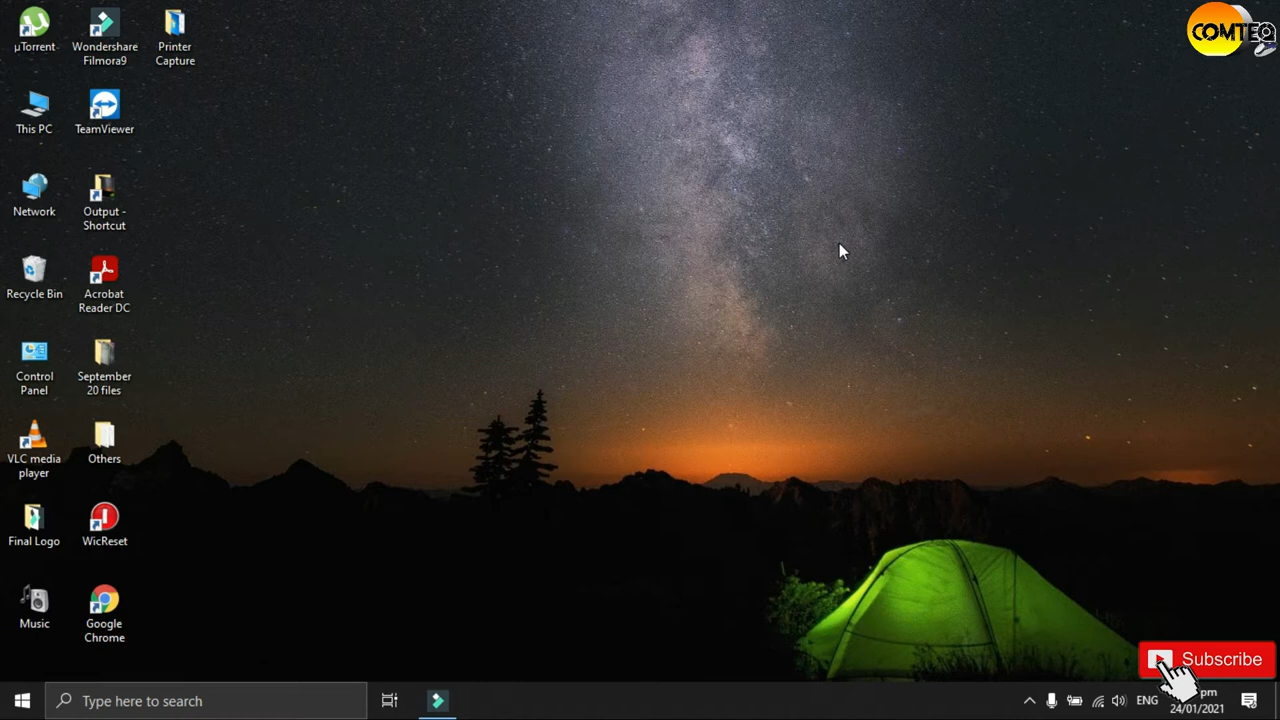 µTorrent
Wondershare
Filmora9
Printer
Capture
This PC
TeamViewer
Network
Output -
Shortcut
Recycle Bin
Acrobat
Reader DC
Control
Panel
September
20 files
VLC media
player
Others
Final Logo
WicReset
Music
Google
Chrome
COMTEQ
Subscribe
Type here to search
ENG
pm
24/01/2021